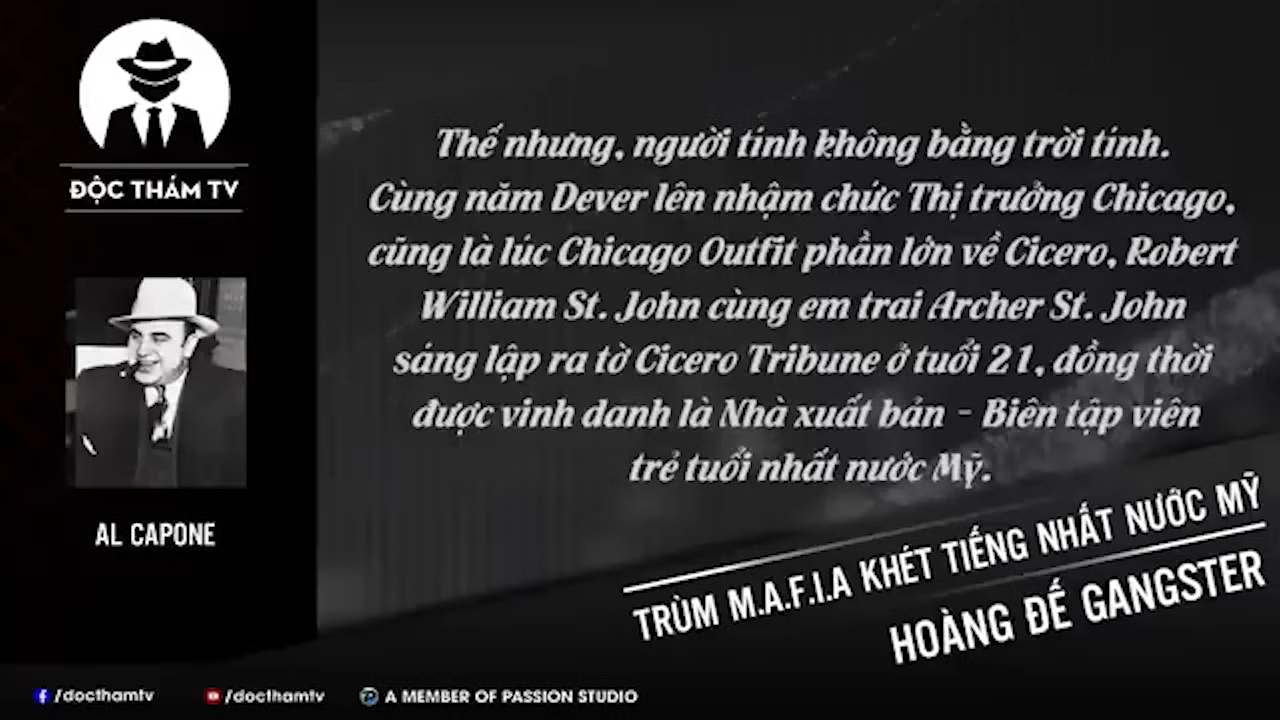 ĐỘC THÁM TV
AL CAPONE
Thế nhưng, người tính không bằng trời tính.
Cùng năm Dever lên nhậm chức Thị trưởng Chicago,
cũng là lúc Chicago Outfit phần lớn về Cicero, Robert
William St. John cùng em trai Archer St. John
sáng lập ra tờ Cicero Tribune ở tuổi 21, đồng thời
được vinh danh là Nhà xuất bản - Biên tập viên
trẻ tuổi nhất nước Mỹ.
TRÙM M.A.F.I.A KHÉT TIẾNG NHẤT NƯỚC MỸ
HOÀNG ĐẾ GANGSTER
/docthamtv
/docthamtv
A MEMBER OF PASSION STUDIO